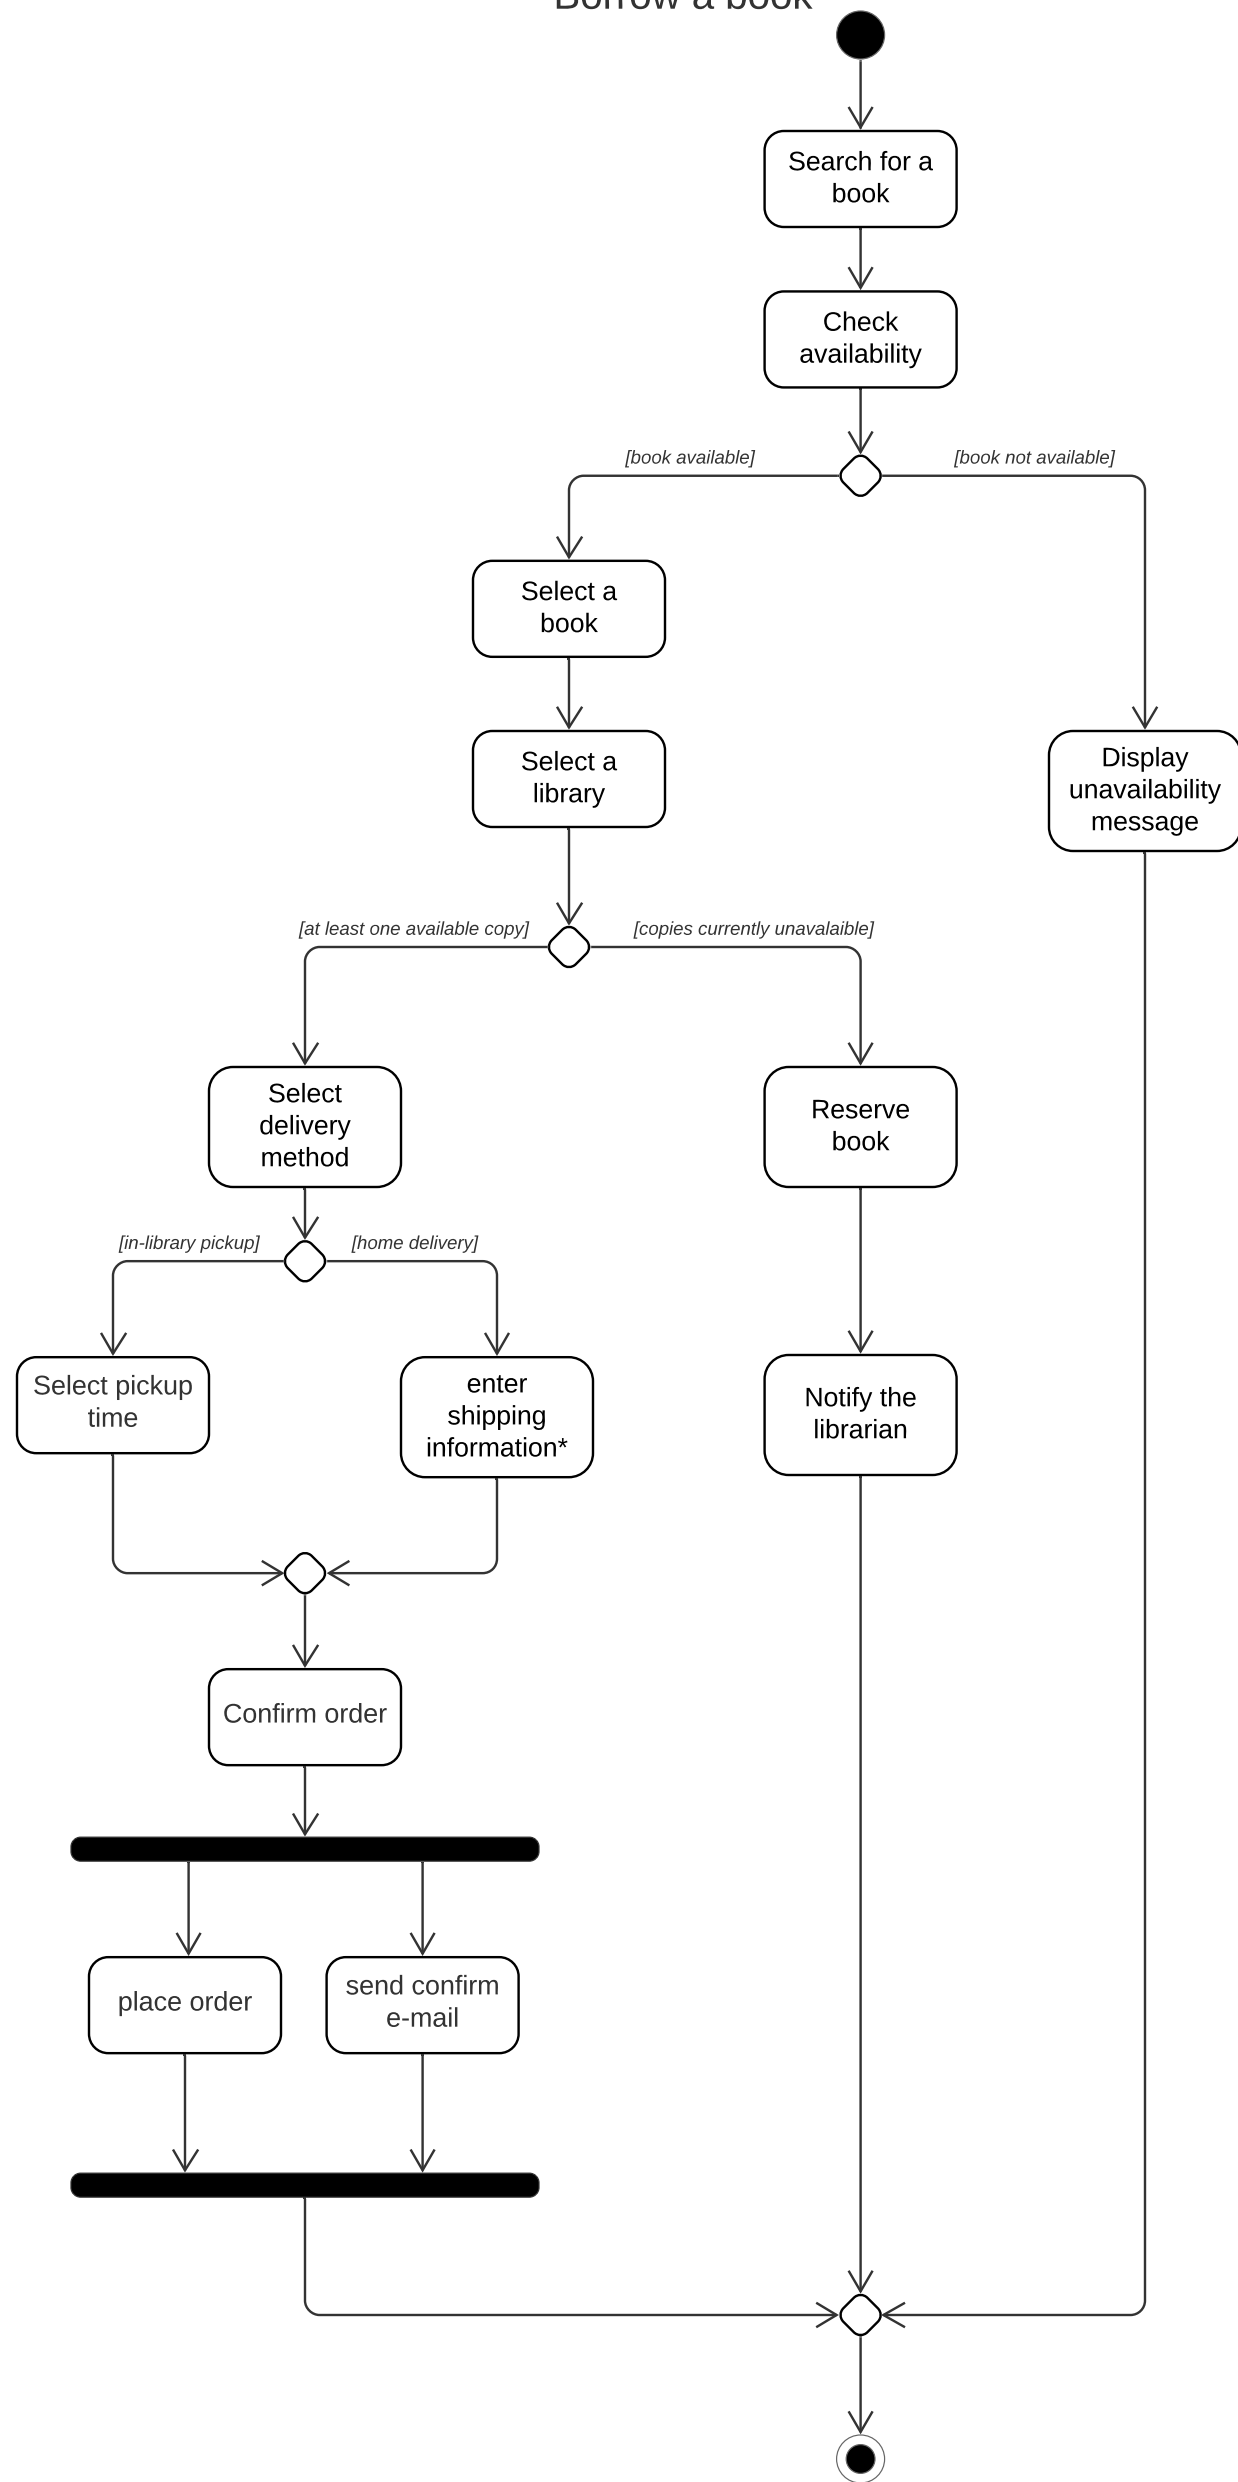 Borrow a book
Search for a
book
Check
availability
[book available]
[book not available]
Select a
book
Select a
library
Display
unavailability
message
[at least one available copy]
[copies currently unavalaible]
Select
delivery
method
Reserve
book
[in-library pickup]
[home delivery]
Select pickup
time
enter
shipping
information*
Notify the
librarian
Confirm order
place order
send confirm
e-mail